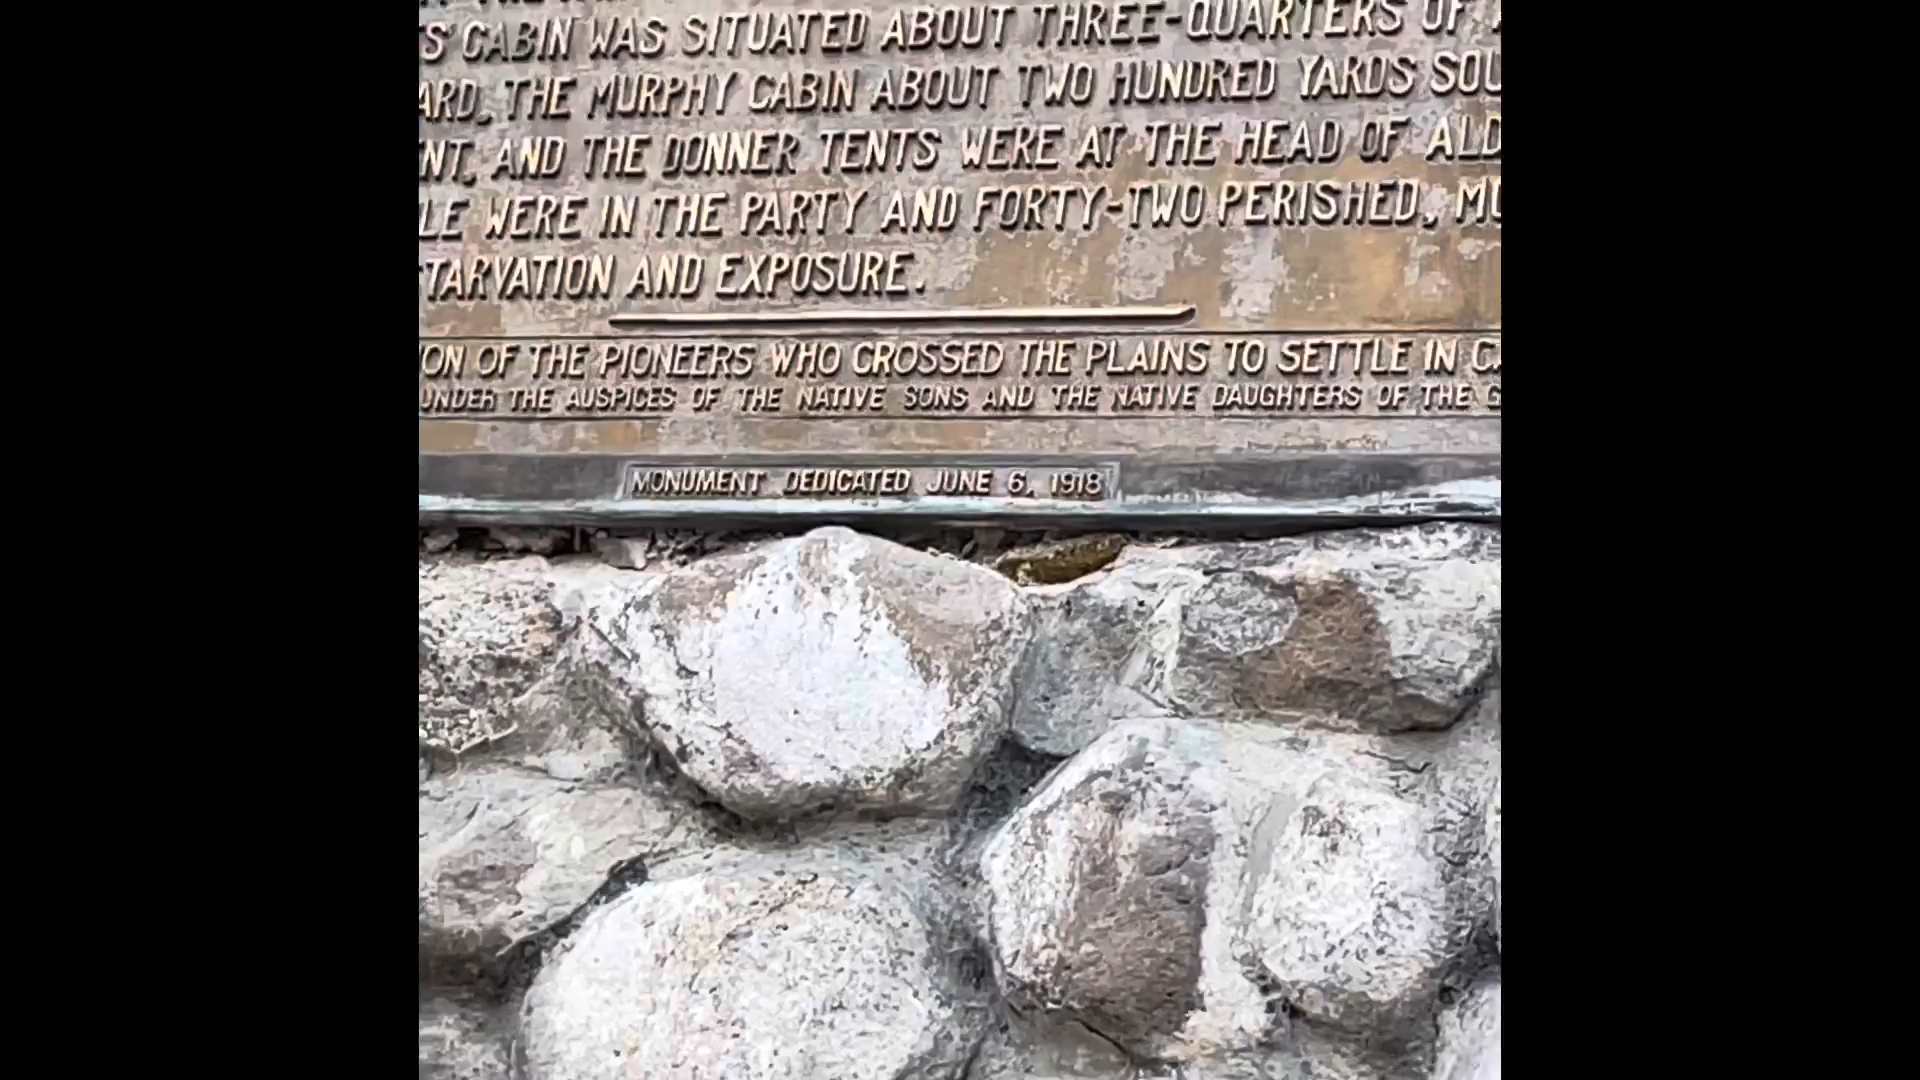 S CABIN WAS SITUATED ABOUT THREE-QUARTERS OF
ARD, THE MURPHY CABIN ABOUT TWO HUNDRED YARDS SOU
NT, AND THE DONNER TENTS WERE AT THE HEAD OF ALD
LE WERE IN THE PARTY AND FORTY-TWO PERISHED, MO
TARVATION AND EXPOSURE.
ION OF THE PIONEERS WHO CROSSED THE PLAINS TO SETTLE IN CA
UNDER THE AUSPICES OF THE NATIVE SONS AND THE NATIVE DAUGHTERS OF THE G
MONUMENT DEDICATED JUNE 6, 1918